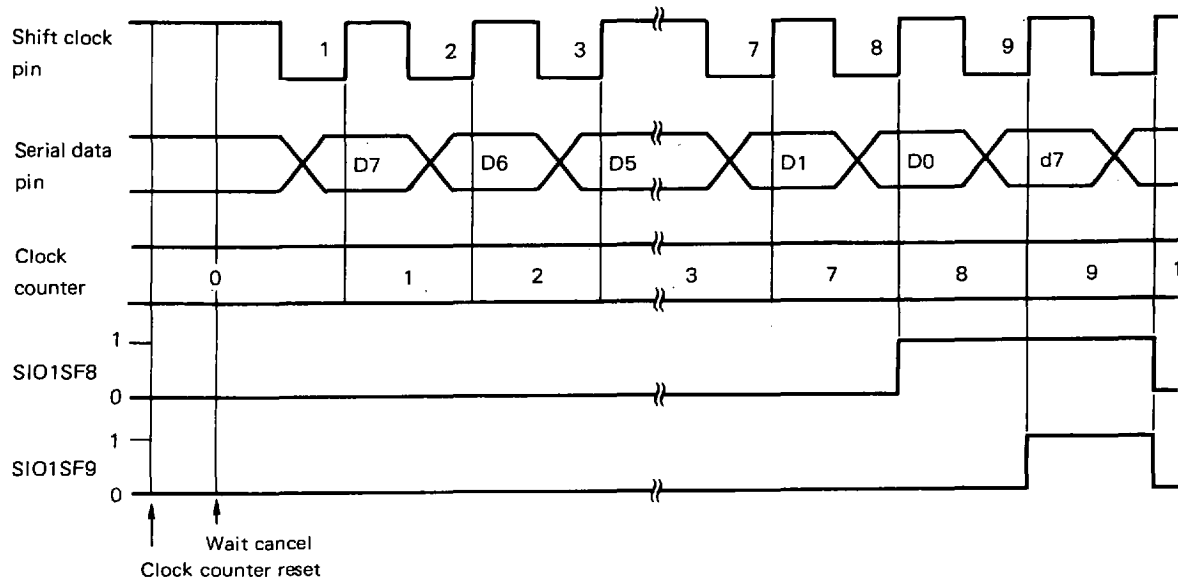 Shift clock
pin
1 2 3 7 8 9
Serial data
pin
D7 D6 D5 D1 D0 d7
Clock
counter
0 1 2 3 7 8 9 1
SIO1SF8
1
0
SIO1SF9
1
0
Wait cancel
Clock counter reset